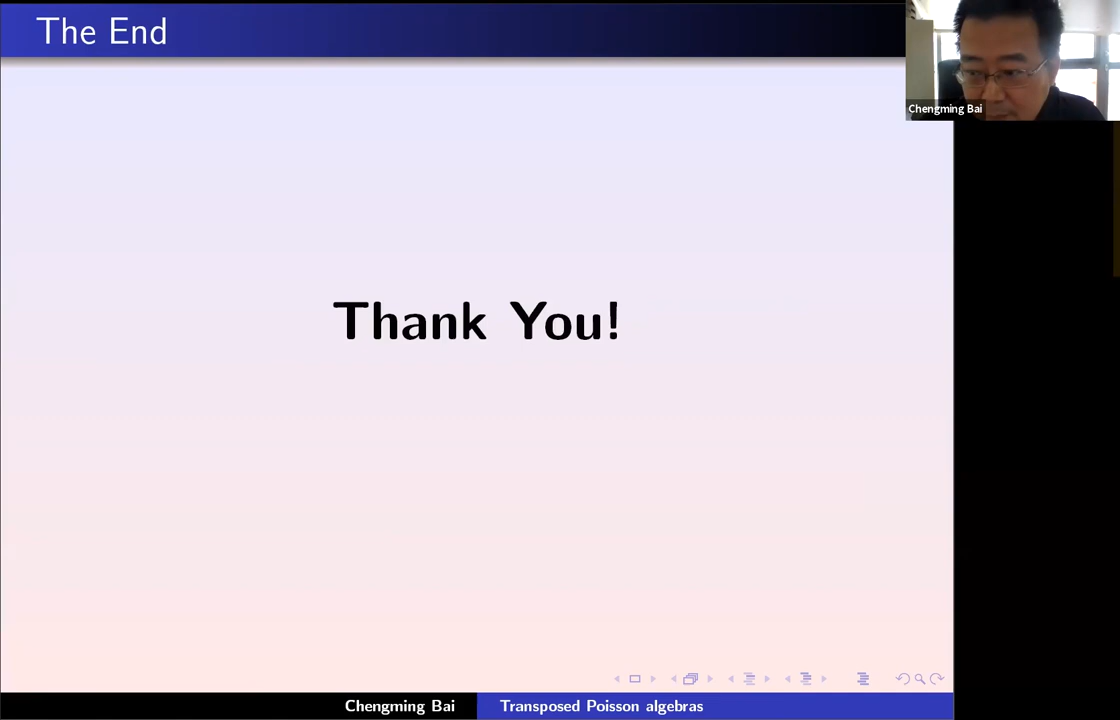 The End
Chengming Bai
Thank You!
Chengming Bai
Transposed Poisson algebras